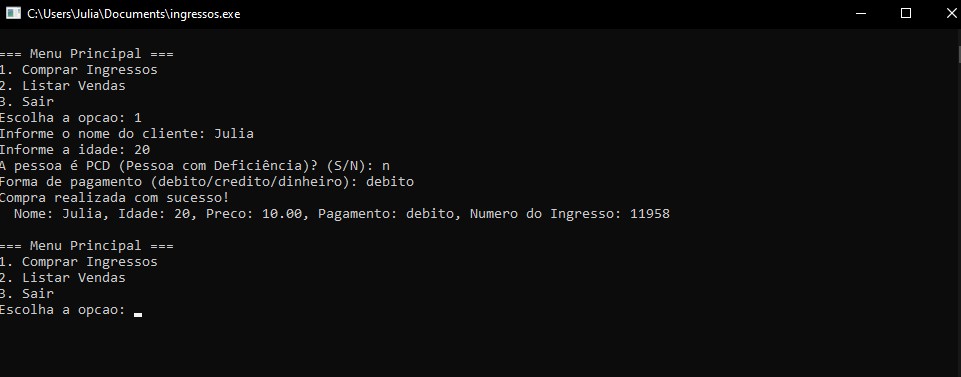 C:\Users\Julia\Documents\ingressos.exe
=== Menu Principal ===
1. Comprar Ingressos
2. Listar Vendas
3. Sair
Escolha a opcao: 1
Informe o nome do cliente: Julia
Informe a idade: 20
A pessoa é PCD (Pessoa com Deficiência)? (S/N): n
Forma de pagamento (debito/credito/dinheiro): debito
Compra realizada com sucesso!
  Nome: Julia, Idade: 20, Preco: 10.00, Pagamento: debito, Numero do Ingresso: 11958
=== Menu Principal ===
1. Comprar Ingressos
2. Listar Vendas
3. Sair
Escolha a opcao: